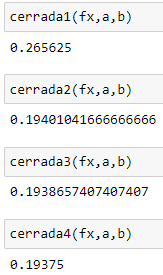 cerrada1(fx,a,b)
0.265625
cerrada2(fx,a,b)
0.19401041666666666
cerrada3(fx,a,b)
0.1938657407407407
cerrada4(fx,a,b)
0.19375